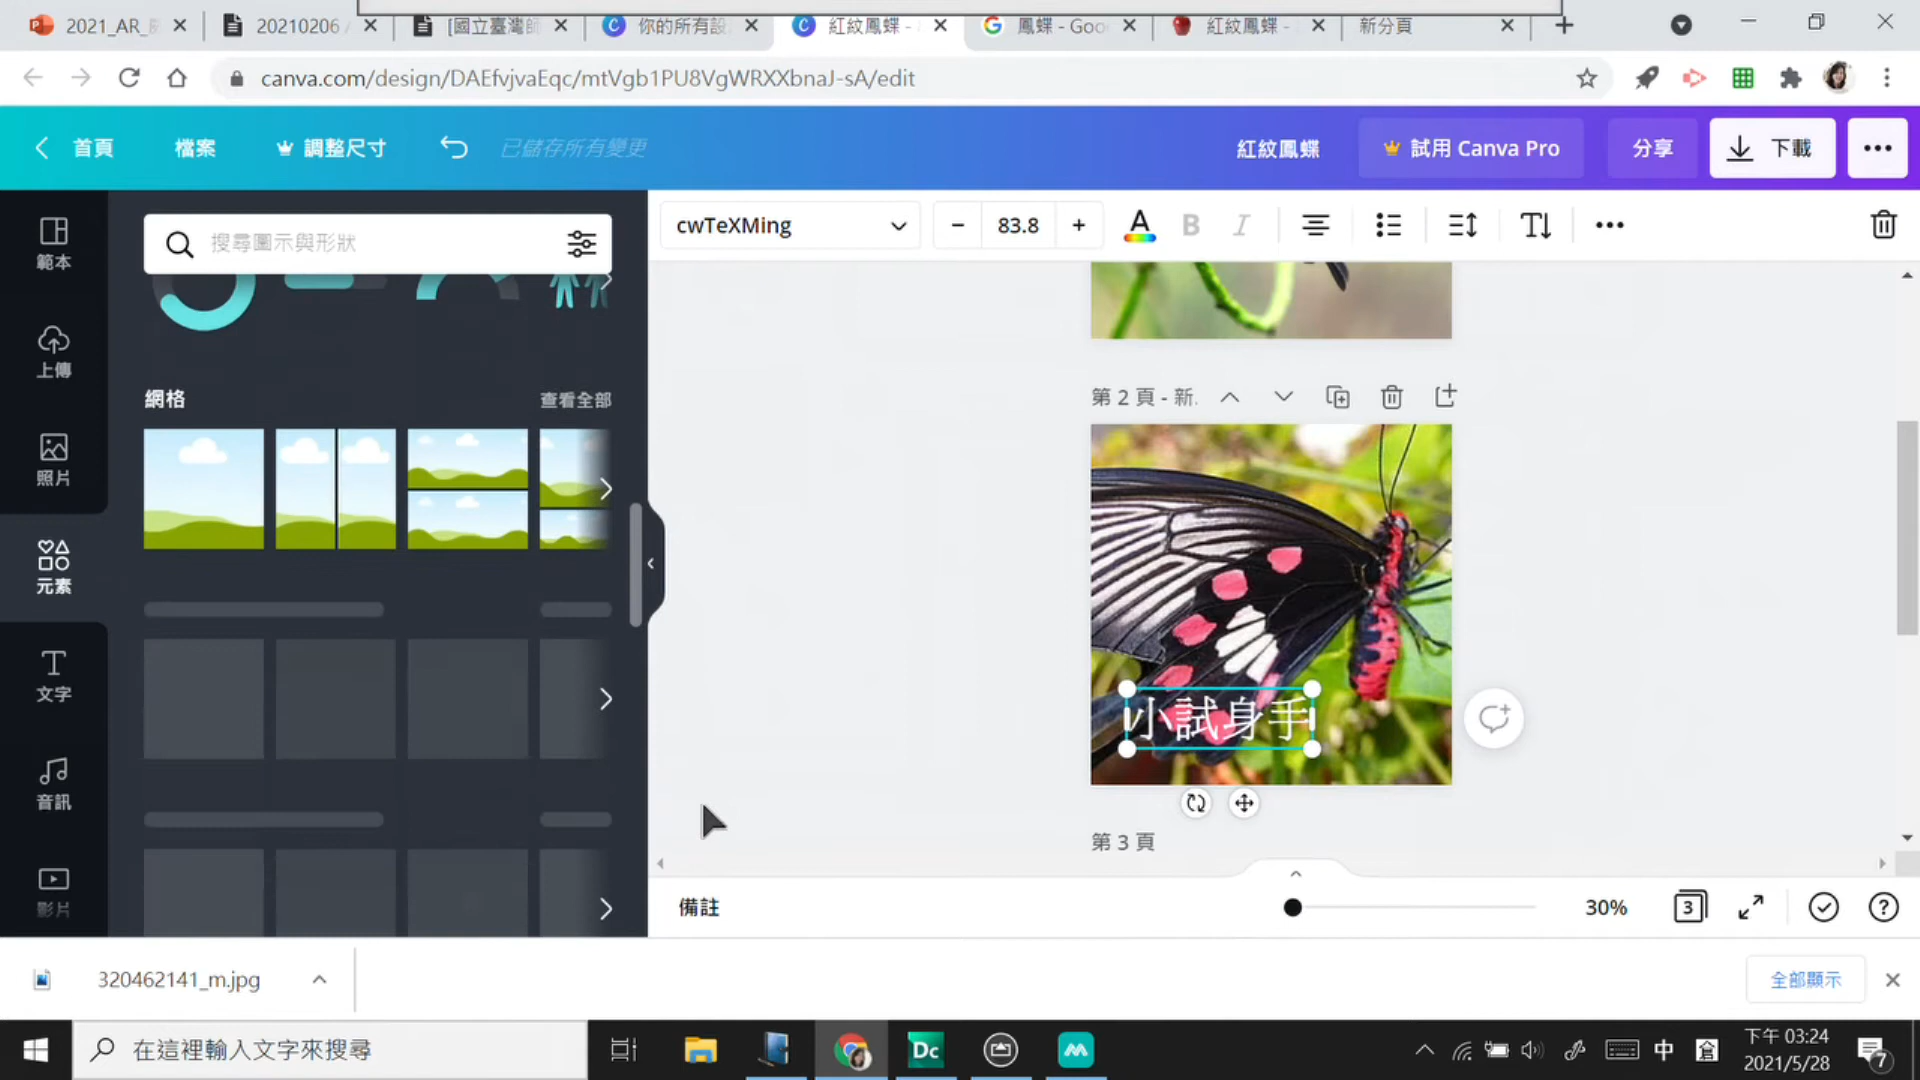 2021_AR_
20210206
[國立臺灣師
你的所有設
紅紋鳳蝶 -
鳳蝶 - Goo
紅紋鳳蝶 -
新分頁
canva.com/design/DAEfvjvaEqc/mtVgb1PU8VgWRXXbnaJ-sA/edit
首頁
檔案
調整尺寸
已儲存所有變更
紅紋鳳蝶
試用 Canva Pro
分享
下載
範本
上傳
照片
元素
文字
音訊
影片
搜尋圖示與形狀
網格
查看全部
cwTeXMing
83.8
第 2 頁 - 新.
小試身手
第 3 頁
備註
30%
3
320462141_m.jpg
全部顯示
在這裡輸入文字來搜尋
Dc
中
倉
下午 03:24
2021/5/28
7